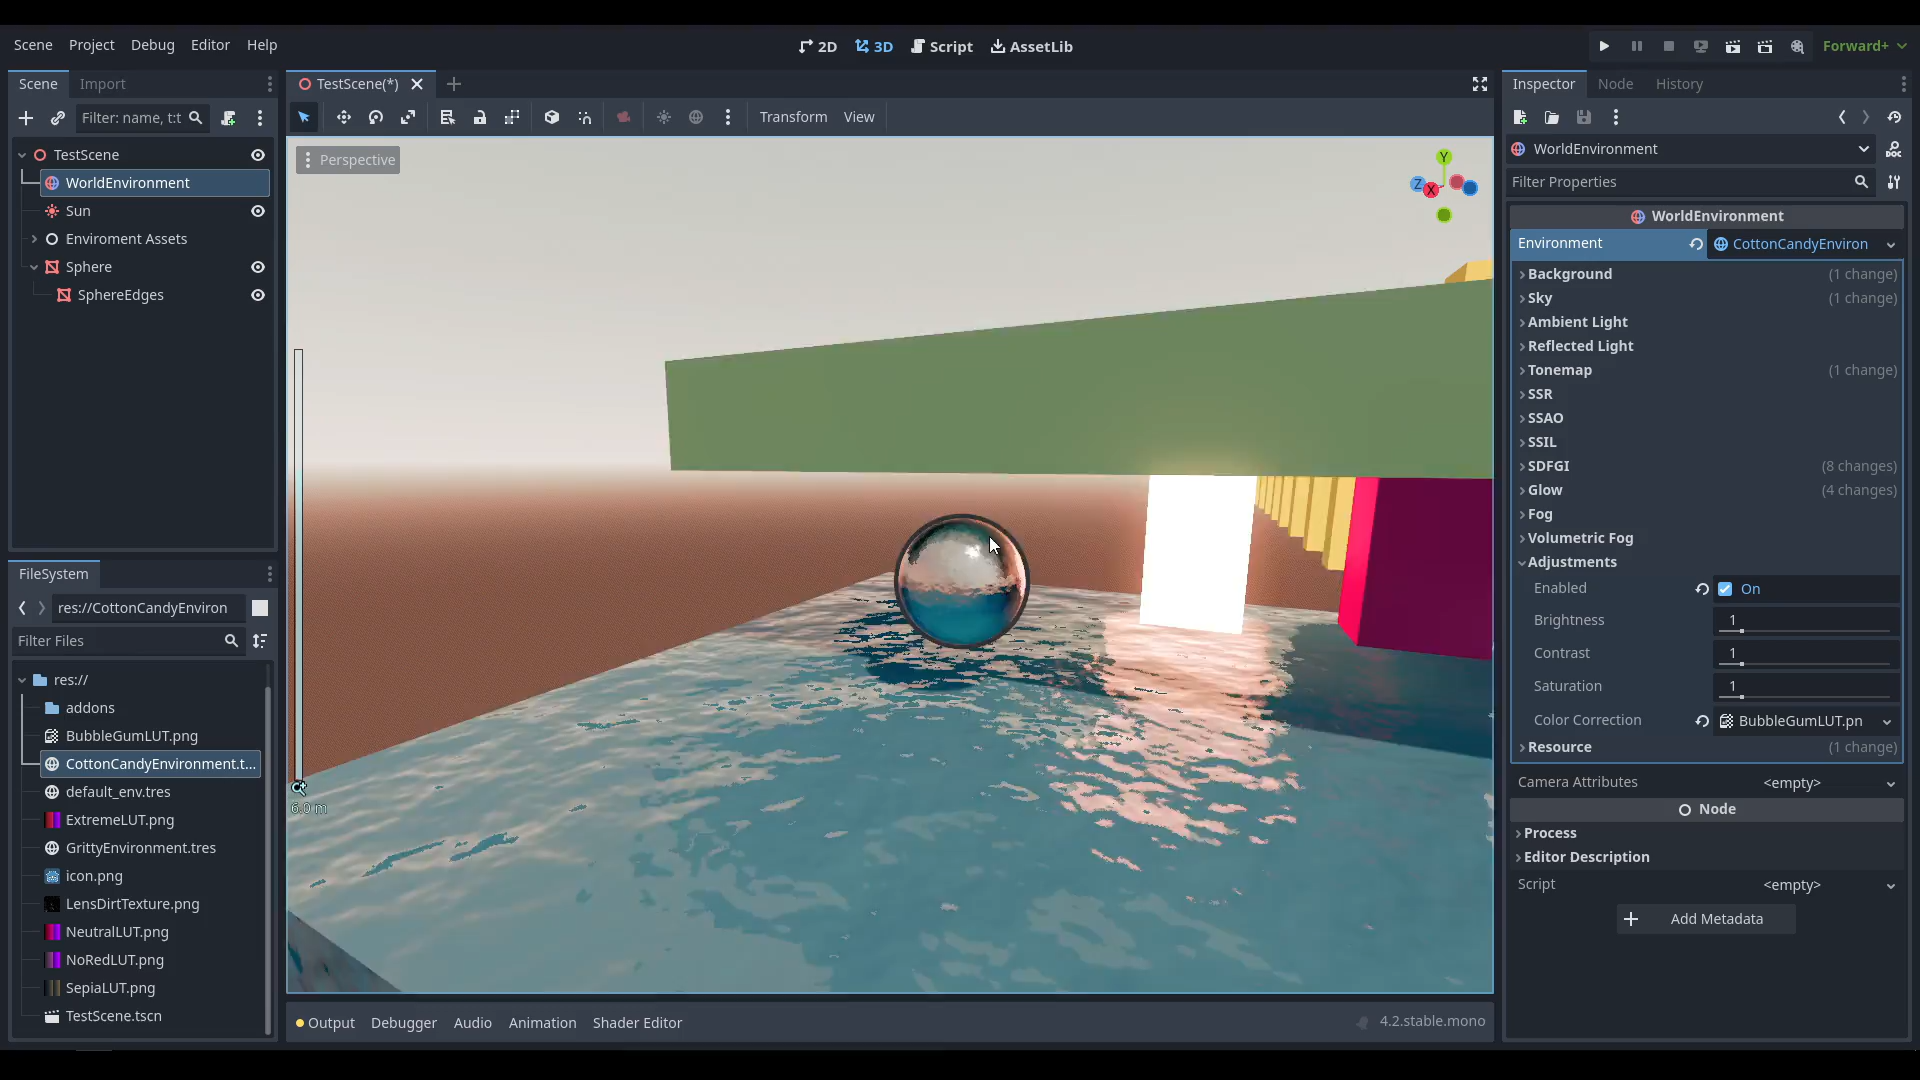 Scene Project Debug Editor Help
2D 3D Script AssetLib
Forward+
Scene Import
Filter: name, t:t
TestScene
WorldEnvironment
Sun
Enviroment Assets
Sphere
SphereEdges
FileSystem
res://CottonCandyEnviron
Filter Files
res://
addons
BubbleGumLUT.png
CottonCandyEnvironment.t...
default_env.tres
ExtremeLUT.png
GrittyEnvironment.tres
icon.png
LensDirtTexture.png
NeutralLUT.png
NoRedLUT.png
SepiaLUT.png
TestScene.tscn
TestScene(*)
Transform View
Perspective
Y
Z X
6.0 m
Output Debugger Audio Animation Shader Editor
4.2.stable.mono
Inspector Node History
WorldEnvironment
DOC
Filter Properties
WorldEnvironment
Environment CottonCandyEnviron
Background (1 change)
Sky (1 change)
Ambient Light
Reflected Light
Tonemap (1 change)
SSR
SSAO
SSIL
SDFGI (8 changes)
Glow (4 changes)
Fog
Volumetric Fog
Adjustments
Enabled On
Brightness 1
Contrast 1
Saturation 1
Color Correction BubbleGumLUT.pn
Resource (1 change)
Camera Attributes <empty>
Node
Process
Editor Description
Script <empty>
Add Metadata